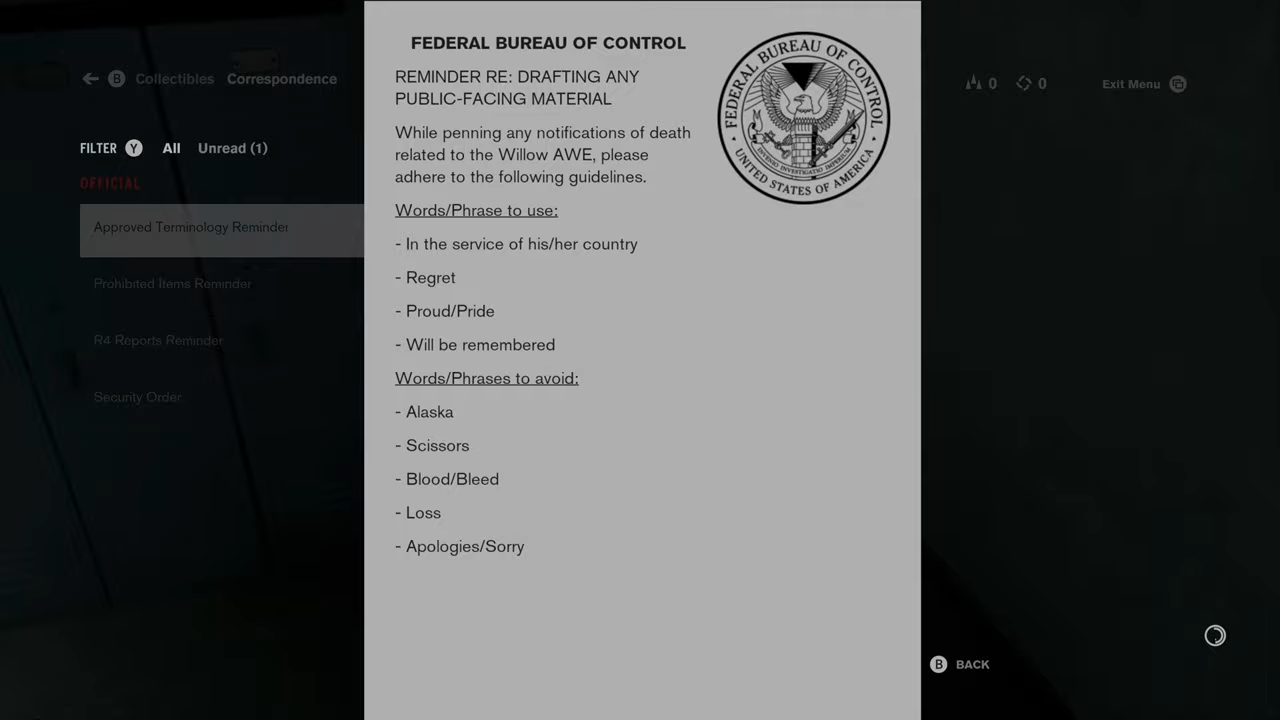 FEDERAL BUREAU OF CONTROL
REMINDER RE: DRAFTING ANY
PUBLIC-FACING MATERIAL
While penning any notifications of death
related to the Willow AWE, please
adhere to the following guidelines.
Words/Phrase to use:
- In the service of his/her country
- Regret
- Proud/Pride
- Will be remembered
Words/Phrases to avoid:
- Alaska
- Scissors
- Blood/Bleed
- Loss
- Apologies/Sorry
FEDERAL BUREAU OF CONTROL
INVENIO INVESTIGATIO IMPERIUM
· UNITED STATES OF AMERICA ·
B Collectibles Correspondence
FILTER Y All Unread (1)
OFFICIAL
Approved Terminology Reminder
Prohibited Items Reminder
R4 Reports Reminder
Security Order
0 0 Exit Menu
B BACK